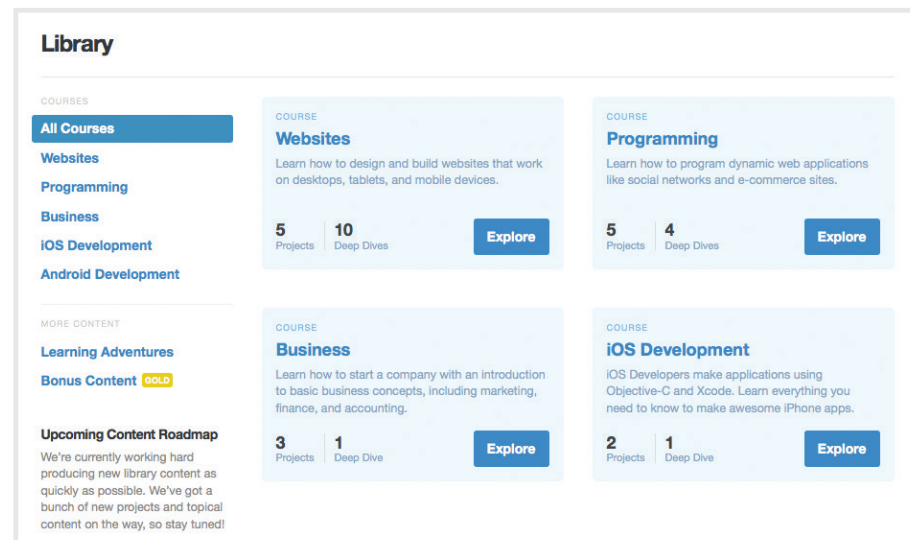 Library
COURSES
All Courses
Websites
Programming
Business
iOS Development
Android Development
MORE CONTENT
Learning Adventures
Bonus Content GOLD
Upcoming Content Roadmap
We're currently working hard
producing new library content as
quickly as possible. We've got a
bunch of new projects and topical
content on the way, so stay tuned!
COURSE
Websites
Learn how to design and build websites that work
on desktops, tablets, and mobile devices.
5 10
Projects Deep Dives
Explore
COURSE
Programming
Learn how to program dynamic web applications
like social networks and e-commerce sites.
5 4
Projects Deep Dives
Explore
COURSE
Business
Learn how to start a company with an introduction
to basic business concepts, including marketing,
finance, and accounting.
3 1
Projects Deep Dive
Explore
COURSE
iOS Development
iOS Developers make applications using
Objective-C and Xcode. Learn everything you
need to know to make awesome iPhone apps.
2 1
Projects Deep Dive
Explore